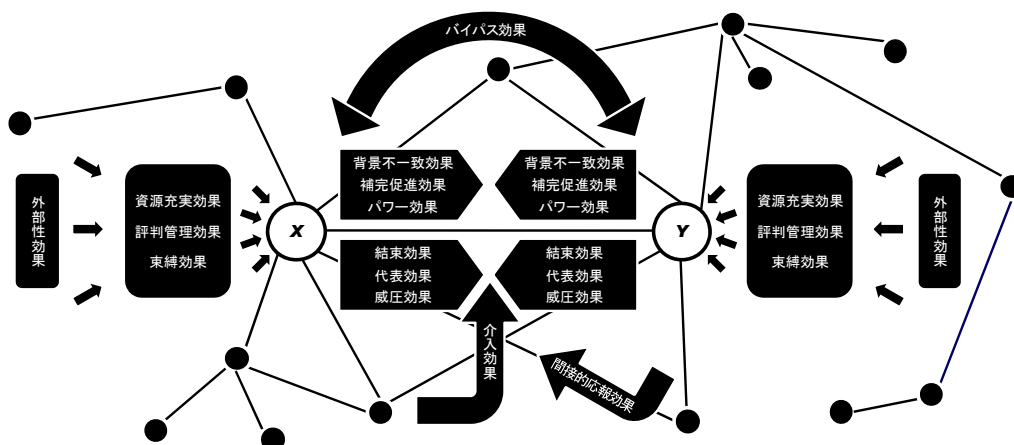 バイパス効果
外部性効果
資源充実効果
評判管理効果
束縛効果
X
背景不一致効果
補完促進効果
パワー効果
背景不一致効果
補完促進効果
パワー効果
結束効果
代表効果
威圧効果
結束効果
代表効果
威圧効果
Y
資源充実効果
評判管理効果
束縛効果
外部性効果
介入効果
間接的応報効果